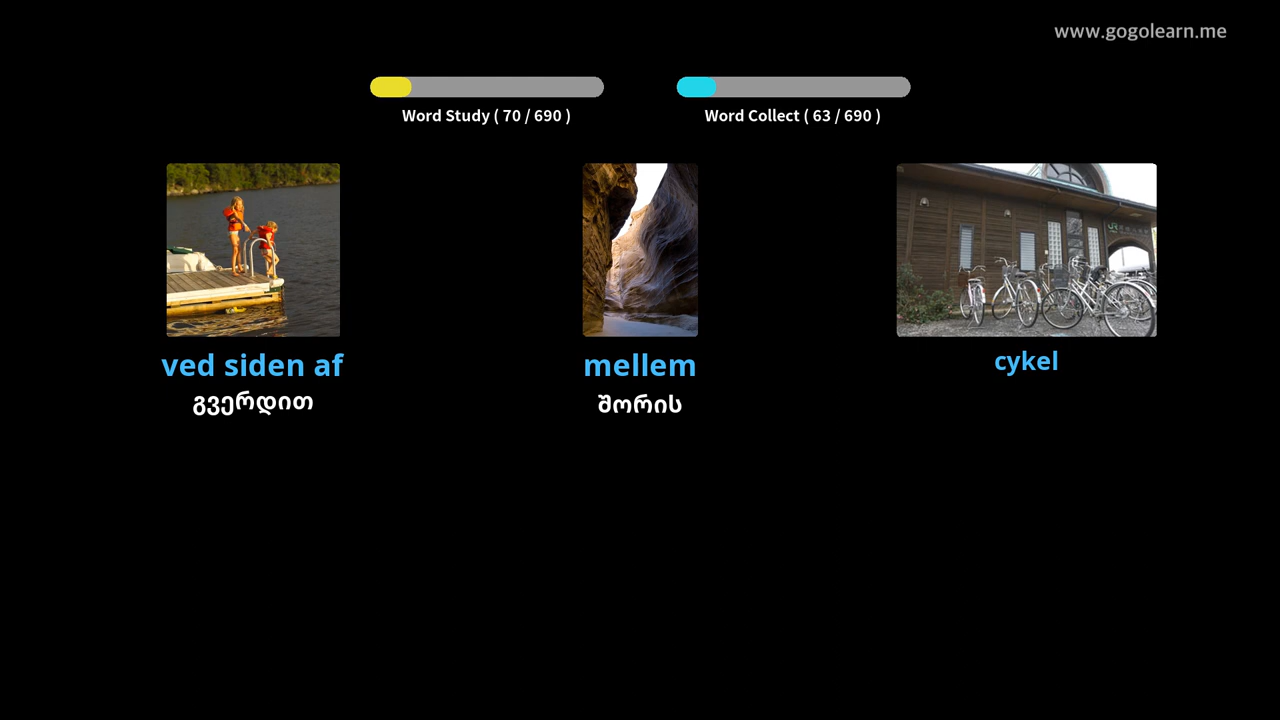 www.gogolearn.me
Word Study ( 70 / 690 )
Word Collect ( 63 / 690 )
ved siden af
გვერდით
mellem
შორის
cykel